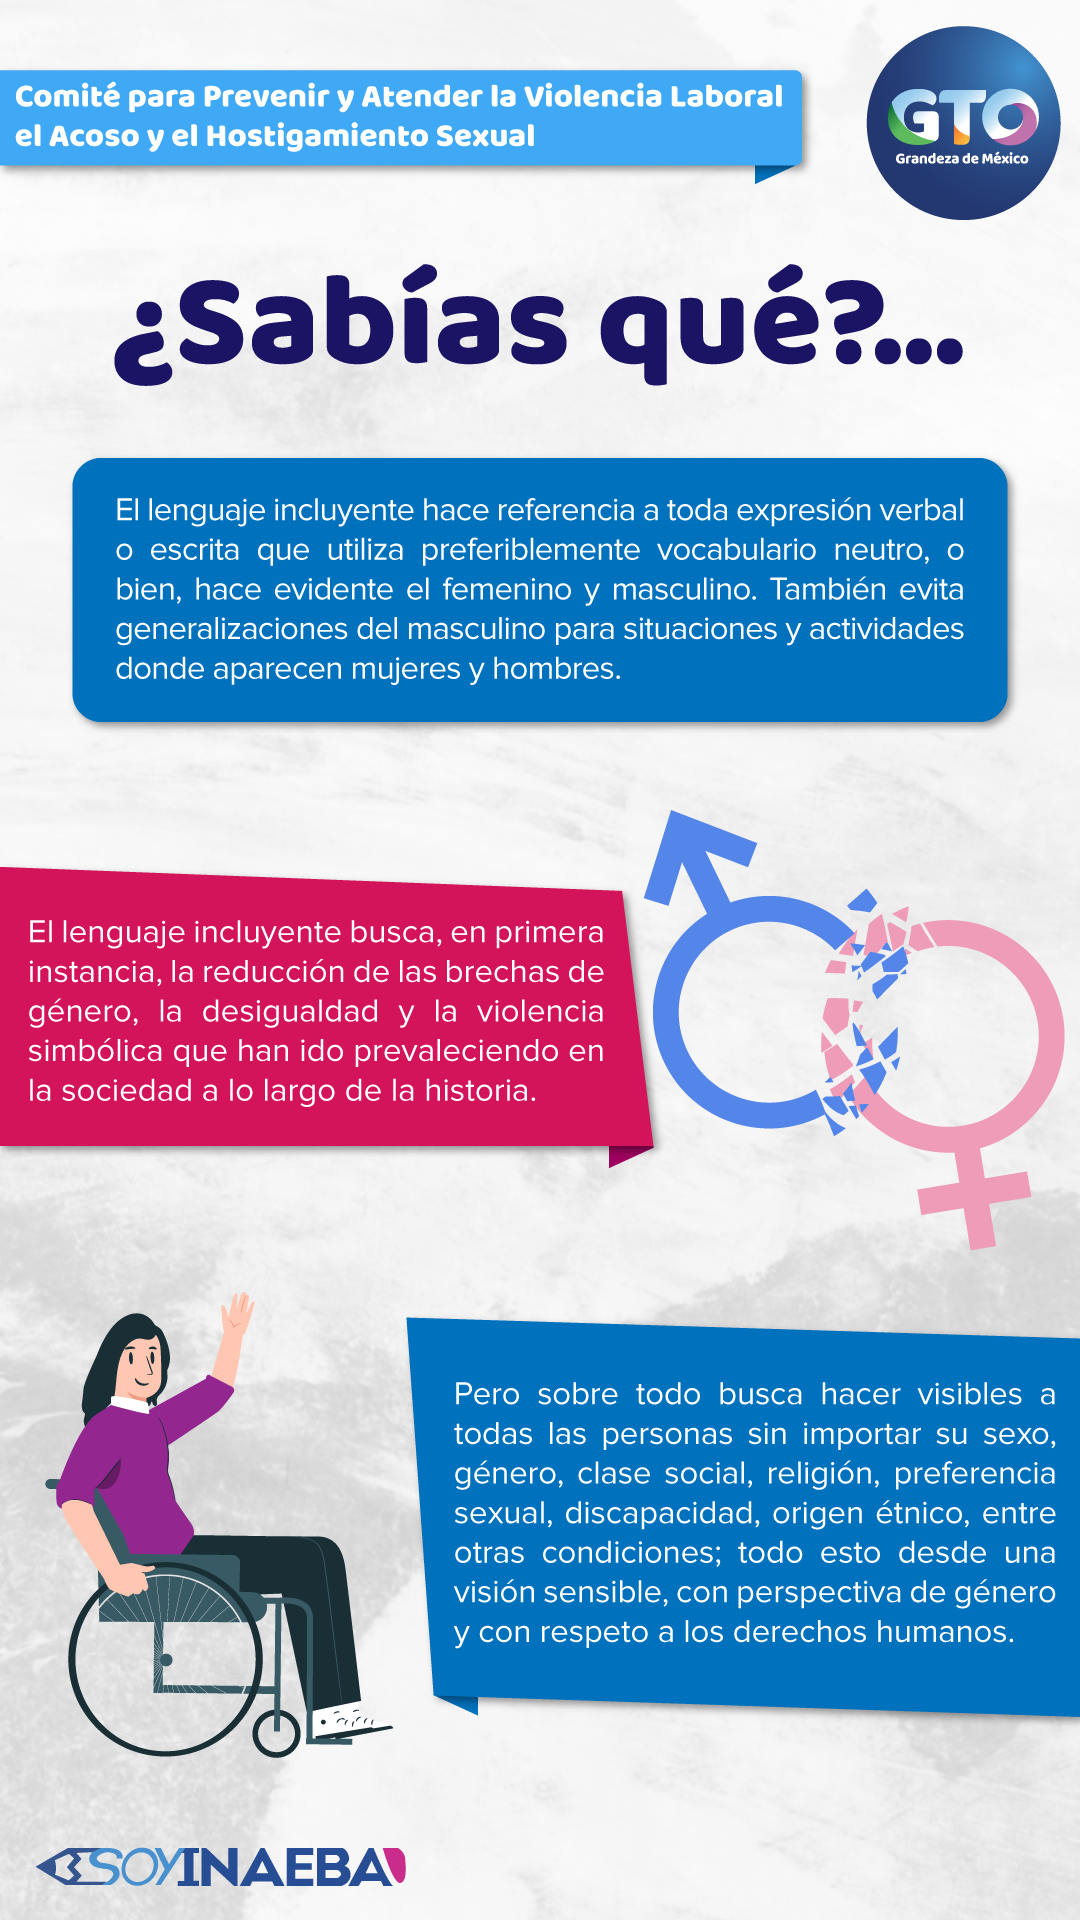 Comité para Prevenir y Atender la Violencia Laboral
el Acoso y el Hostigamiento Sexual
GTO
Grandeza de México
¿Sabías qué?...
El lenguaje incluyente hace referencia a toda expresión verbal
o escrita que utiliza preferiblemente vocabulario neutro, o
bien, hace evidente el femenino y masculino. También evita
generalizaciones del masculino para situaciones y actividades
donde aparecen mujeres y hombres.
El lenguaje incluyente busca, en primera
instancia, la reducción de las brechas de
género, la desigualdad y la violencia
simbólica que han ido prevaleciendo en
la sociedad a lo largo de la historia.
Pero sobre todo busca hacer visibles a
todas las personas sin importar su sexo,
género, clase social, religión, preferencia
sexual, discapacidad, origen étnico, entre
otras condiciones; todo esto desde una
visión sensible, con perspectiva de género
y con respeto a los derechos humanos.
SOYINAEBA